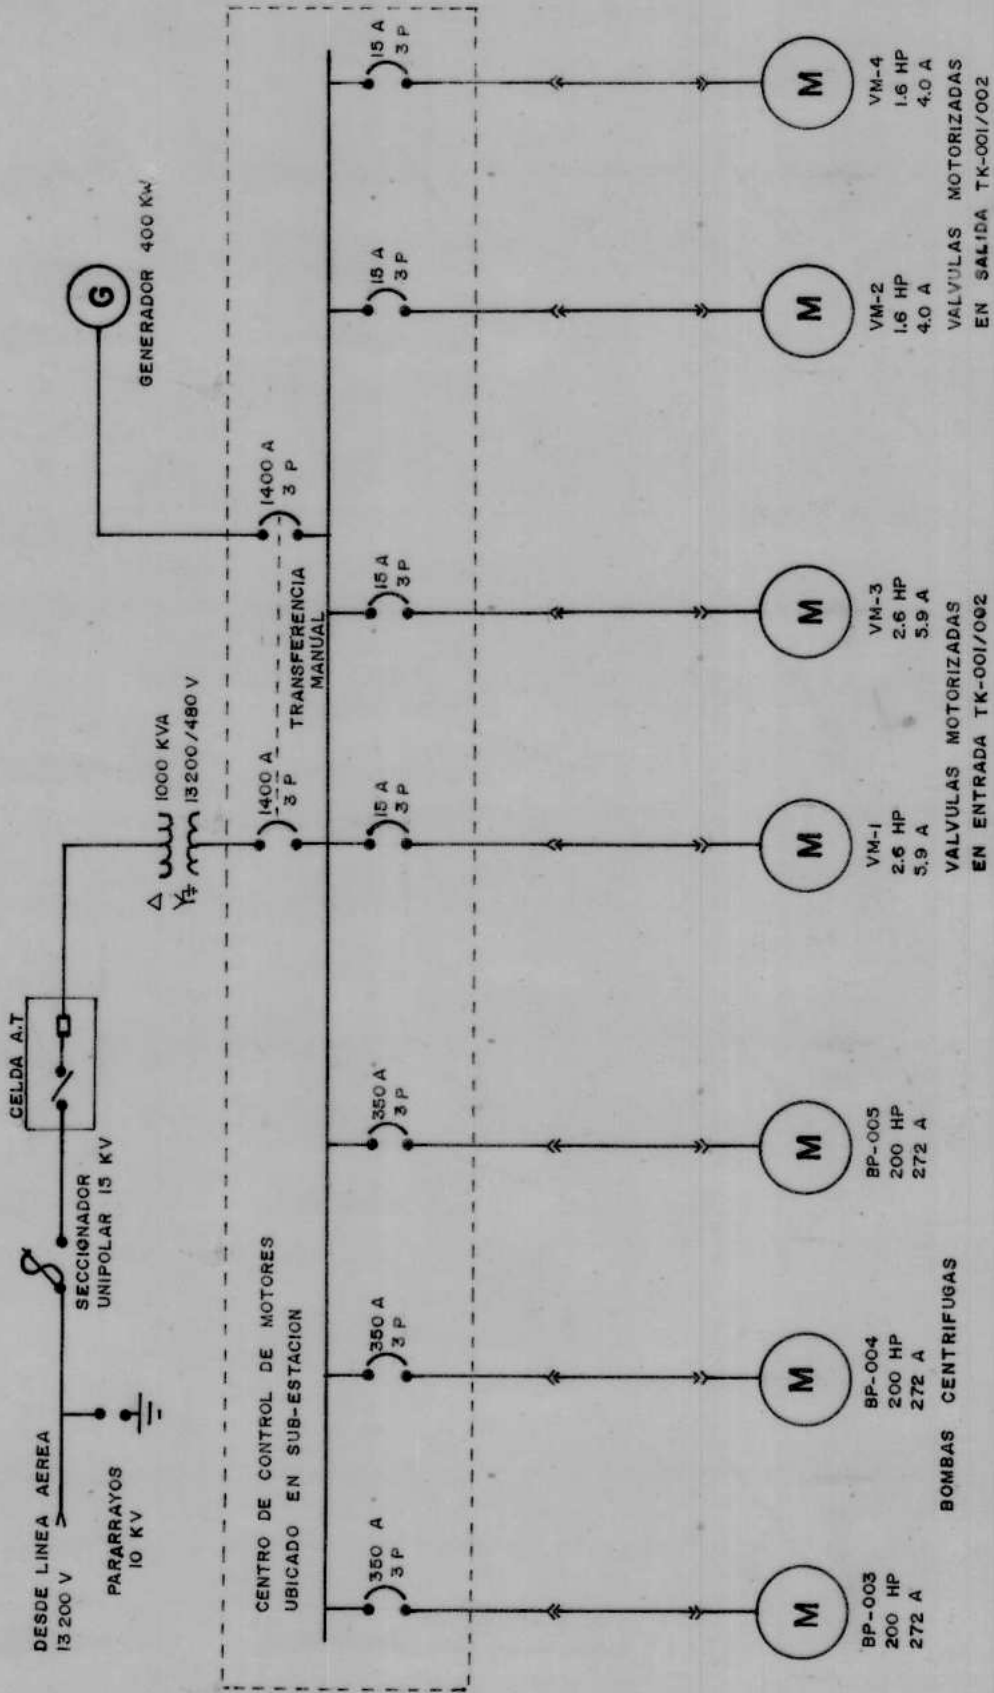 DESDE LINEA AEREA
13200 V
PARARRAYOS
10 KV
SECCIONADOR
UNIPOLAR 15 KV
CELDA A.T
Δ
Y
1000 KVA
13200/480 V
G
GENERADOR 400 KW
CENTRO DE CONTROL DE MOTORES
UBICADO EN SUB-ESTACION
1400 A
3 P
TRANSFERENCIA
MANUAL
1400 A
3 P
350 A
3 P
350 A
3 P
350 A
3 P
15 A
3 P
15 A
3 P
15 A
3 P
15 A
3 P
M
BP-003
200 HP
272 A
M
BP-004
200 HP
272 A
M
BP-005
200 HP
272 A
BOMBAS CENTRIFUGAS
M
VM-1
2.6 HP
5.9 A
M
VM-3
2.6 HP
5.9 A
VALVULAS MOTORIZADAS
EN ENTRADA TK-001/002
M
VM-2
1.6 HP
4.0 A
M
VM-4
1.6 HP
4.0 A
VALVULAS MOTORIZADAS
EN SALIDA TK-001/002